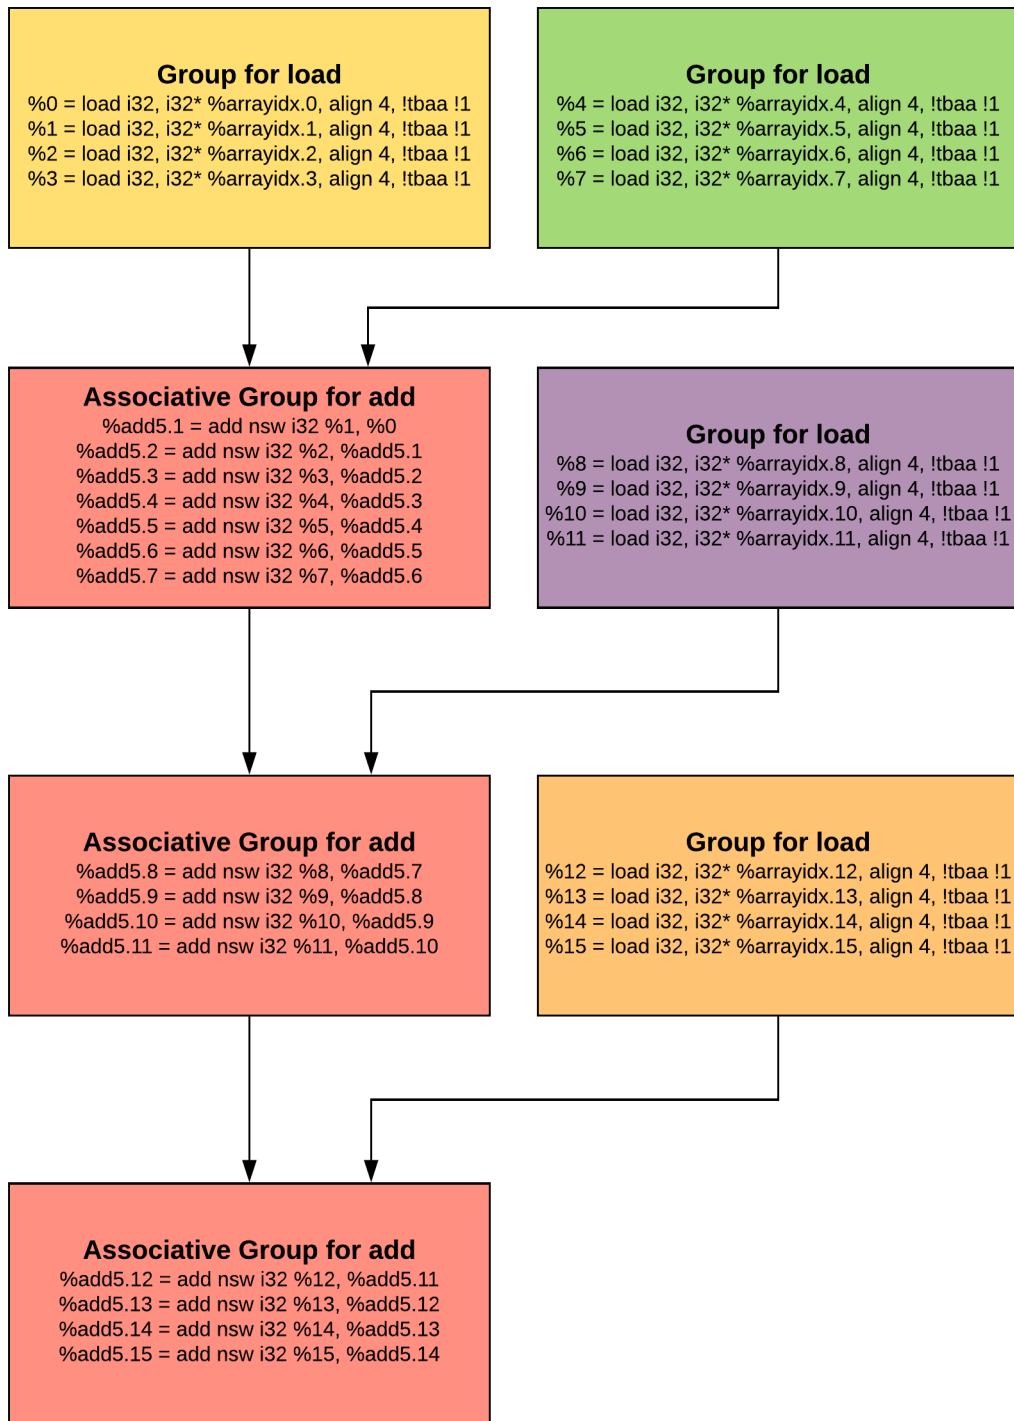 Group for load
%0 = load i32, i32* %arrayidx.0, align 4, !tbaa !1
%1 = load i32, i32* %arrayidx.1, align 4, !tbaa !1
%2 = load i32, i32* %arrayidx.2, align 4, !tbaa !1
%3 = load i32, i32* %arrayidx.3, align 4, !tbaa !1
Group for load
%4 = load i32, i32* %arrayidx.4, align 4, !tbaa !1
%5 = load i32, i32* %arrayidx.5, align 4, !tbaa !1
%6 = load i32, i32* %arrayidx.6, align 4, !tbaa !1
%7 = load i32, i32* %arrayidx.7, align 4, !tbaa !1
Associative Group for add
%add5.1 = add nsw i32 %1, %0
%add5.2 = add nsw i32 %2, %add5.1
%add5.3 = add nsw i32 %3, %add5.2
%add5.4 = add nsw i32 %4, %add5.3
%add5.5 = add nsw i32 %5, %add5.4
%add5.6 = add nsw i32 %6, %add5.5
%add5.7 = add nsw i32 %7, %add5.6
Group for load
%8 = load i32, i32* %arrayidx.8, align 4, !tbaa !1
%9 = load i32, i32* %arrayidx.9, align 4, !tbaa !1
%10 = load i32, i32* %arrayidx.10, align 4, !tbaa !1
%11 = load i32, i32* %arrayidx.11, align 4, !tbaa !1
Associative Group for add
%add5.8 = add nsw i32 %8, %add5.7
%add5.9 = add nsw i32 %9, %add5.8
%add5.10 = add nsw i32 %10, %add5.9
%add5.11 = add nsw i32 %11, %add5.10
Group for load
%12 = load i32, i32* %arrayidx.12, align 4, !tbaa !1
%13 = load i32, i32* %arrayidx.13, align 4, !tbaa !1
%14 = load i32, i32* %arrayidx.14, align 4, !tbaa !1
%15 = load i32, i32* %arrayidx.15, align 4, !tbaa !1
Associative Group for add
%add5.12 = add nsw i32 %12, %add5.11
%add5.13 = add nsw i32 %13, %add5.12
%add5.14 = add nsw i32 %14, %add5.13
%add5.15 = add nsw i32 %15, %add5.14